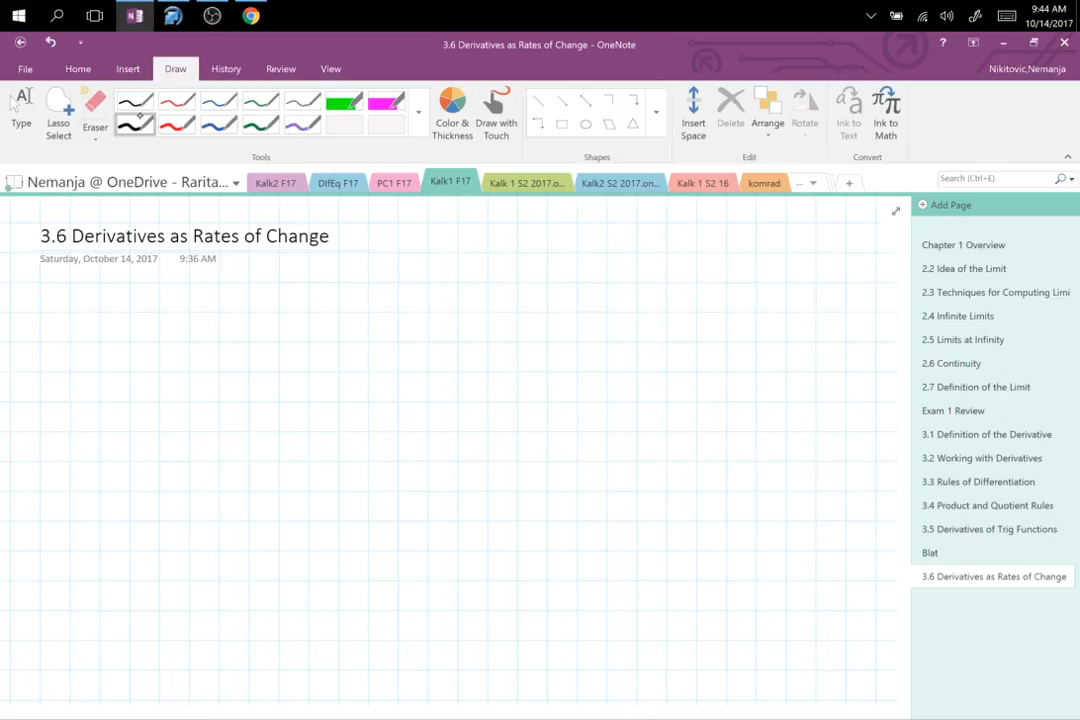 9:44 AM
10/14/2017
3.6 Derivatives as Rates of Change - OneNote
?
File
Home
Insert
Draw
History
Review
View
Nikitovic,Nemanja
Type
Lasso Select
Eraser
Color & Thickness
Draw with Touch
Insert Space
Delete
Arrange
Rotate
Ink to Text
Ink to Math
Tools
Shapes
Edit
Convert
Nemanja @ OneDrive - Rarita...
Kalk2 F17
DIfEq F17
PC1 F17
Kalk1 F17
Kalk 1 S2 2017.o...
Kalk2 S2 2017.on...
Kalk 1 S2 16
komrad
...
Search (Ctrl+E)
Add Page
3.6 Derivatives as Rates of Change
Saturday, October 14, 2017 9:36 AM
Chapter 1 Overview
2.2 Idea of the Limit
2.3 Techniques for Computing Limi
2.4 Infinite Limits
2.5 Limits at Infinity
2.6 Continuity
2.7 Definition of the Limit
Exam 1 Review
3.1 Definition of the Derivative
3.2 Working with Derivatives
3.3 Rules of Differentiation
3.4 Product and Quotient Rules
3.5 Derivatives of Trig Functions
Blat
3.6 Derivatives as Rates of Change